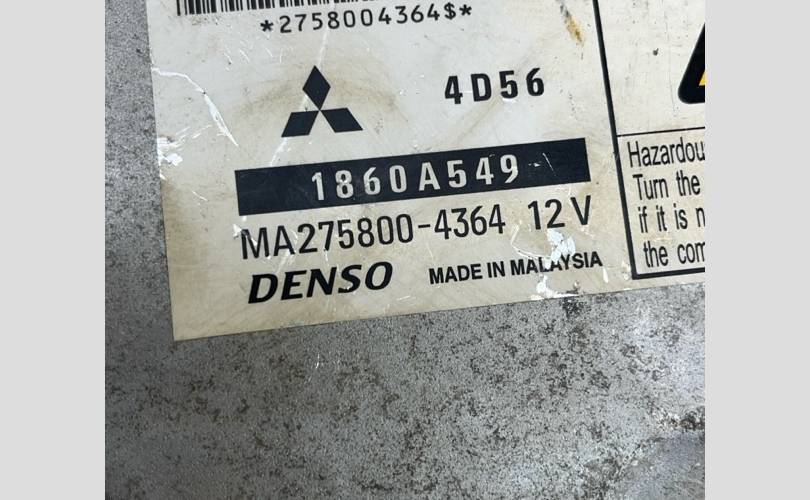 *2758004364$*
4D56
1860A549
MA275800-4364 12V
DENSO MADE IN MALAYSIA
Hazardou
Turn the
if it is n
the com